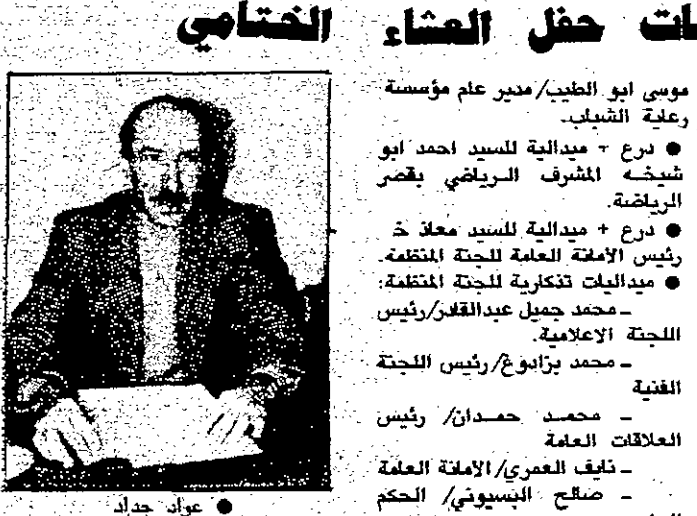 حفل العشاء الختامي
موسى ابو الطيب/مدير عام مؤسسة
رعاية الشباب.
● درع + ميدالية للسيد احمد ابو
شيخه المشرف الرياضي بقصر
الرياضة.
● درع + ميدالية للسيد معاذ خ
رئيس الأمانة العامة للجنة المنظمة.
● ميداليات تذكارية للجنة المنظمة:
ـ محمد جميل عبدالقادر/رئيس
اللجنة الاعلامية.
ـ محمد بزادوغ/رئيس اللجنة
الفنية
ـ محمد حمدان/ رئيس
العلاقات العامة
ـ نايف العمري/الامانة العامة
ـ صالح البسيوني/ الحكم
● عواد حداد